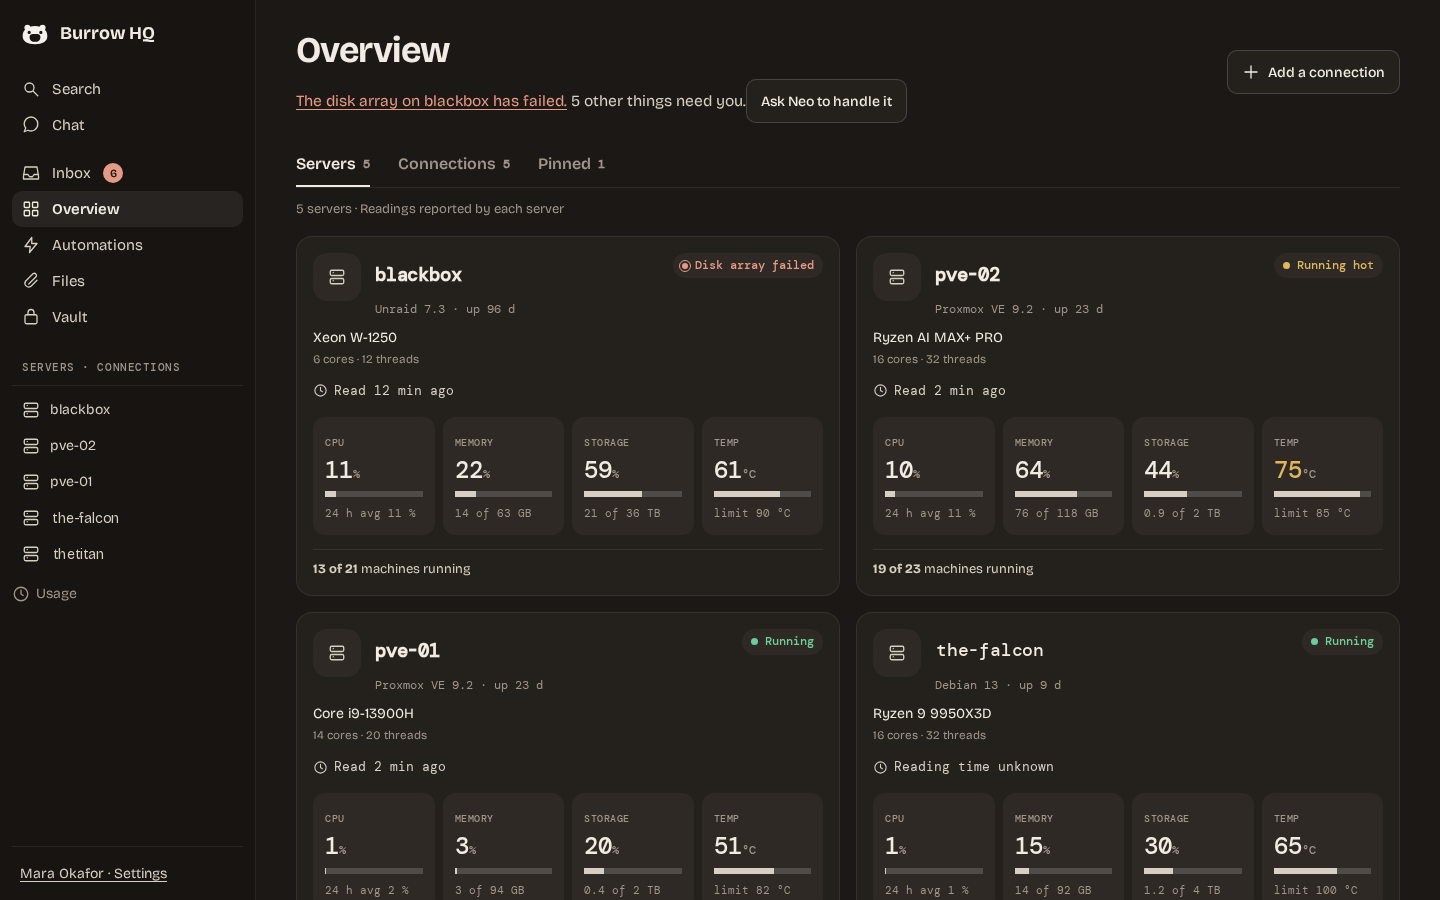 Burrow HQ
Search
Chat
Inbox 6
Overview
Automations
Files
Vault
SERVERS · CONNECTIONS
blackbox
pve-02
pve-01
the-falcon
thetitan
Usage
Mara Okafor · Settings
Overview
The disk array on blackbox has failed. 5 other things need you. Ask Neo to handle it
Add a connection
Servers 5 Connections 5 Pinned 1
5 servers · Readings reported by each server
blackbox
Disk array failed
Unraid 7.3 · up 96 d
Xeon W-1250
6 cores · 12 threads
Read 12 min ago
CPU MEMORY STORAGE TEMP
11% 22% 59% 61°C
24 h avg 11 % 14 of 63 GB 21 of 36 TB limit 90 °C
13 of 21 machines running
pve-02
Running hot
Proxmox VE 9.2 · up 23 d
Ryzen AI MAX+ PRO
16 cores · 32 threads
Read 2 min ago
CPU MEMORY STORAGE TEMP
10% 64% 44% 75°C
24 h avg 11 % 76 of 118 GB 0.9 of 2 TB limit 85 °C
19 of 23 machines running
pve-01
Running
Proxmox VE 9.2 · up 23 d
Core i9-13900H
14 cores · 20 threads
Read 2 min ago
CPU MEMORY STORAGE TEMP
1% 3% 20% 51°C
24 h avg 2 % 3 of 94 GB 0.4 of 2 TB limit 82 °C
the-falcon
Running
Debian 13 · up 9 d
Ryzen 9 9950X3D
16 cores · 32 threads
Reading time unknown
CPU MEMORY STORAGE TEMP
1% 15% 30% 65°C
24 h avg 1 % 14 of 92 GB 1.2 of 4 TB limit 100 °C